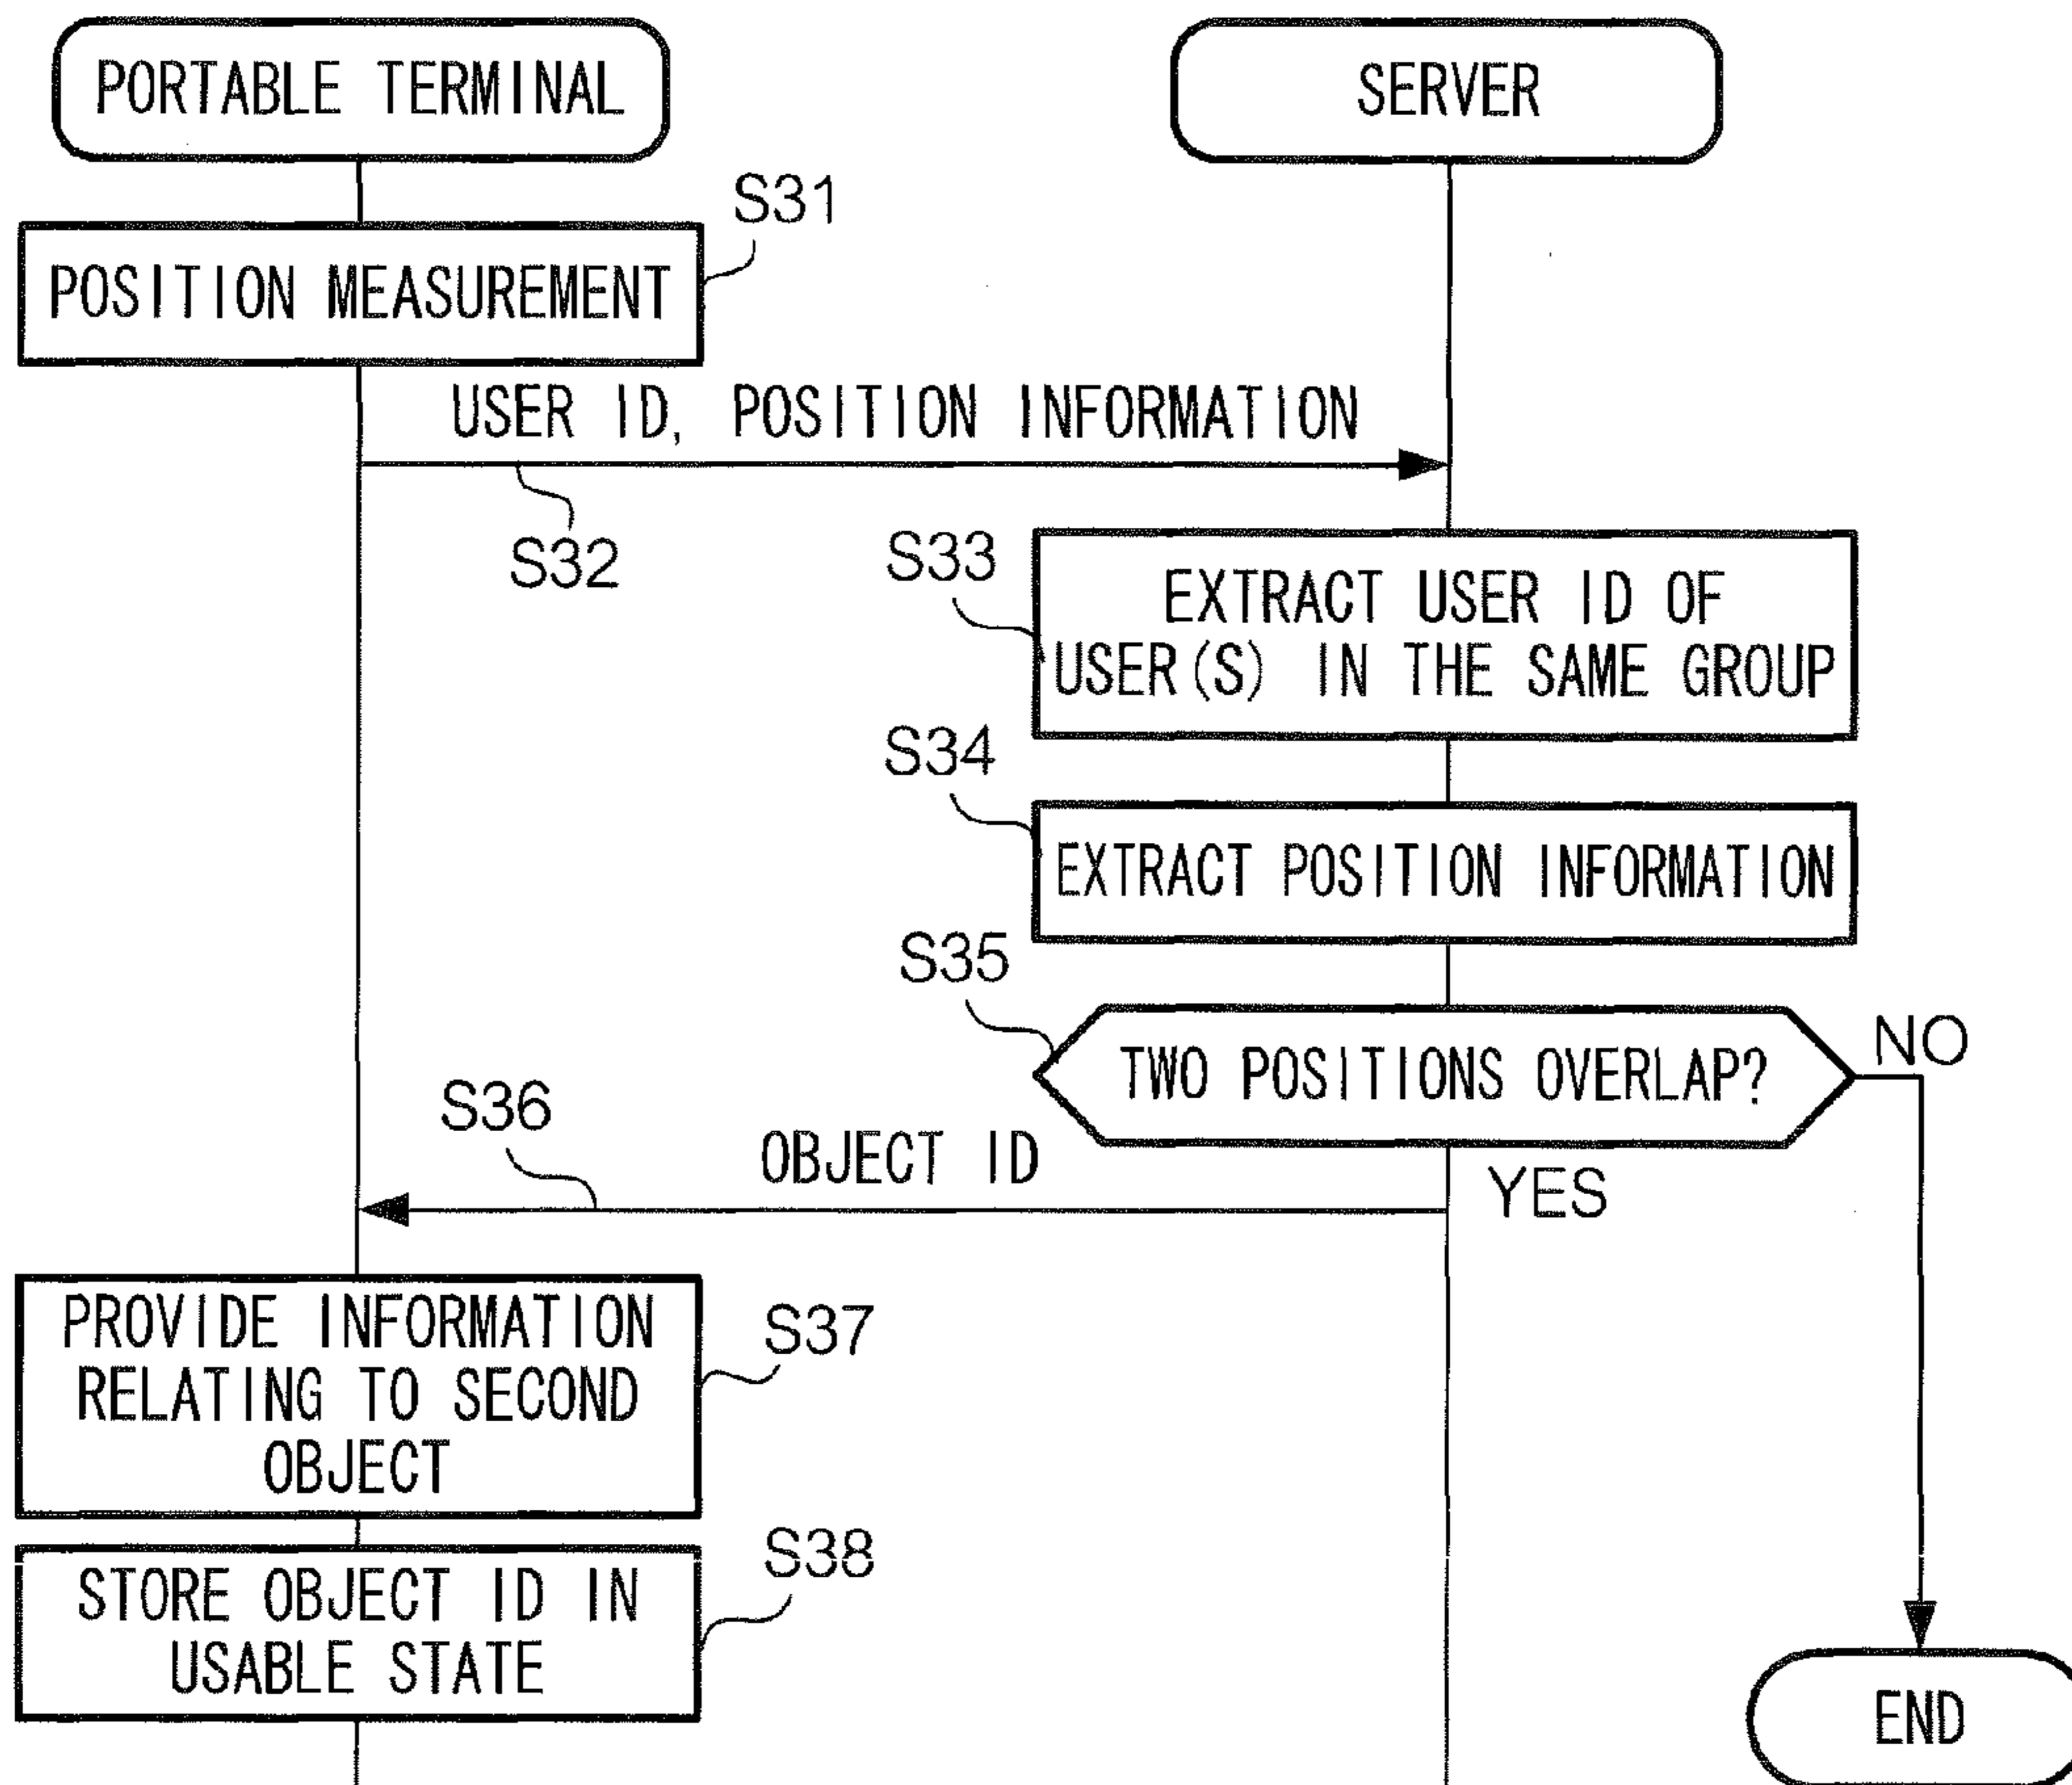 PORTABLE TERMINAL
SERVER
S31
POSITION MEASUREMENT
USER ID, POSITION INFORMATION
S32
S33
EXTRACT USER ID OF
USER(S) IN THE SAME GROUP
S34
EXTRACT POSITION INFORMATION
S35
TWO POSITIONS OVERLAP?
NO
S36
OBJECT ID
YES
PROVIDE INFORMATION
RELATING TO SECOND
OBJECT
S37
S38
STORE OBJECT ID IN
USABLE STATE
END